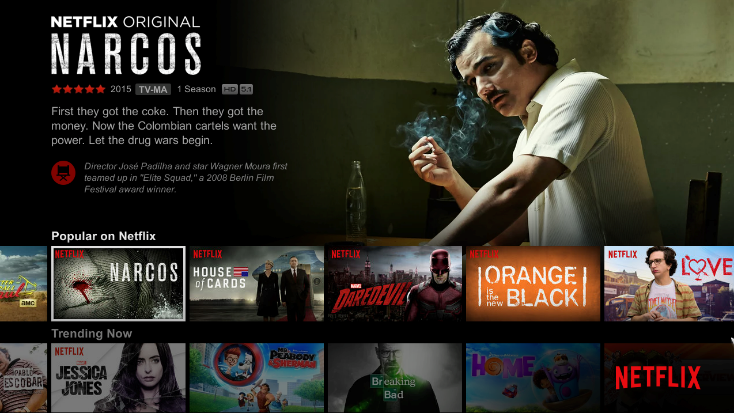 NETFLIX ORIGINAL
NARCOS
2015 TV-MA 1 Season HD 5.1
First they got the coke. Then they got the
money. Now the Colombian cartels want the
power. Let the drug wars begin.
Director José Padilha and star Wagner Moura first
teamed up in "Elite Squad," a 2008 Berlin Film
Festival award winner.
Popular on Netflix
amc
NETFLIX
NARCOS
NETFLIX
HOUSE
of CARDS
NETFLIX
MARVEL
DAREDEVIL
NETFLIX
ORANGE
is the new
BLACK
NETFLIX
LOVE
Trending Now
ESCOBAR
NETFLIX
JESSICA
JONES
MR. PEABODY
& SHERMAN
Breaking
Bad
HOME
NETFLIX